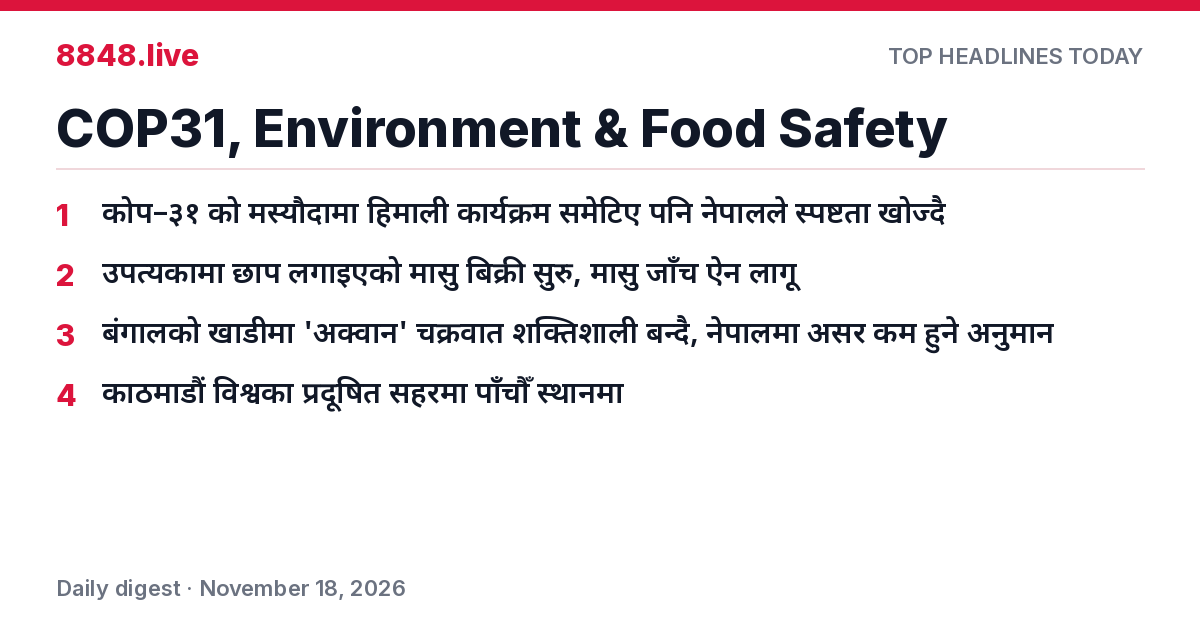 8848.live
TOP HEADLINES TODAY
COP31, Environment & Food Safety
1 कोप–३१ को मस्यौदामा हिमाली कार्यक्रम समेटिए पनि नेपालले स्पष्टता खोज्दै
2 उपत्यकामा छाप लगाइएको मासु बिक्री सुरु, मासु जाँच ऐन लागू
3 बंगालको खाडीमा 'अक्वान' चक्रवात शक्तिशाली बन्दै, नेपालमा असर कम हुने अनुमान
4 काठमाडौं विश्वका प्रदूषित सहरमा पाँचौँ स्थानमा
Daily digest · November 18, 2026